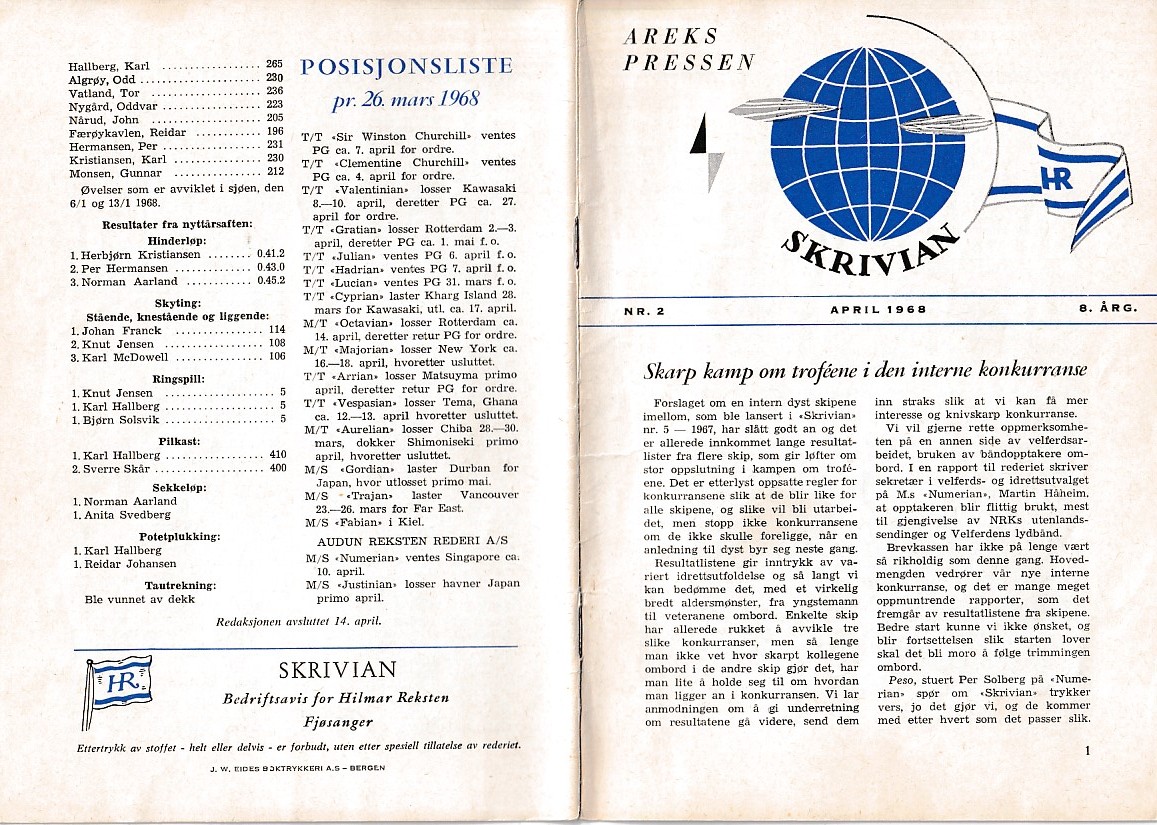 Hallberg, Karl .................. 265
Algrøy, Odd ...................... 230
Vatland, Tor .................... 236
Nygård, Oddvar .................. 223
Nårud, John .................... 205
Færøykavlen, Reidar ............ 196
Hermansen, Per .................. 231
Kristiansen, Karl ................ 230
Monsen, Gunnar ................ 212
Øvelser som er avviklet i sjøen, den
6/1 og 13/1 1968.
Resultater fra nyttårsaften:
Hinderløp:
1. Herbjørn Kristiansen ........ 0.41.2
2. Per Hermansen .............. 0.43.0
3. Norman Aarland ............ 0.45.2
Skyting:
Stående, knestående og liggende:
1. Johan Franck ................ 114
2. Knut Jensen .................. 108
3. Karl McDowell ................ 106
Ringspill:
1. Knut Jensen .................... 5
1. Karl Hallberg .................... 5
1. Bjørn Solsvik .................... 5
Pilkast:
1. Karl Hallberg .................. 410
2. Sverre Skår .................... 400
Sekkeløp:
1. Norman Aarland
1. Anita Svedberg
Potetplukking:
1. Karl Hallberg
1. Reidar Johansen
Tautrekning:
Ble vunnet av dekk
POSISJONSLISTE
pr. 26. mars 1968
T/T «Sir Winston Churchill» ventes
PG ca. 7. april for ordre.
T/T «Clementine Churchill» ventes
PG ca. 4. april for ordre.
T/T «Valentinian» losser Kawasaki
8.—10. april, deretter PG ca. 27.
april for ordre.
T/T «Gratian» losser Rotterdam 2.—3.
april, deretter PG ca. 1. mai f. o.
T/T «Julian» ventes PG 6. april f. o.
T/T «Hadrian» ventes PG 7. april f. o.
T/T «Lucian» ventes PG 31. mars f. o.
T/T «Cyprian» laster Kharg Island 28.
mars for Kawasaki, utl. ca. 17. april.
M/T «Octavian» losser Rotterdam ca.
14. april, deretter retur PG for ordre.
M/T «Majorian» losser New York ca.
16.—18. april, hvoretter usluttet.
T/T «Arrian» losser Matsuyma primo
april, deretter retur PG for ordre.
T/T «Vespasian» losser Tema, Ghana
ca. 12.—13. april hvoretter usluttet.
M/T «Aurelian» losser Chiba 28.—30.
mars, dokker Shimoniseki primo
april, hvoretter usluttet.
M/S «Gordian» laster Durban for
Japan, hvor utlosset primo mai.
M/S «Trajan» laster Vancouver
23.—26. mars for Far East.
M/S «Fabian» i Kiel.
AUDUN REKSTEN REDERI A/S
M/S «Numerian» ventes Singapore ca.
10. april.
M/S «Justinian» losser havner Japan
primo april.
Redaksjonen avsluttet 14. april.
HR
SKRIVIAN
Bedriftsavis for Hilmar Reksten
Fjøsanger
Ettertrykk av stoffet - helt eller delvis - er forbudt, uten etter spesiell tillatelse av rederiet.
J. W. EIDES BOKTRYKKERI A.S – BERGEN
AREKS
PRESSEN
HR
SKRIVIAN
NR. 2 APRIL 1968 8. ÅRG.
Skarp kamp om troféene i den interne konkurranse
Forslaget om en intern dyst skipene
imellom, som ble lansert i «Skrivian»
nr. 5 — 1967, har slått godt an og det
er allerede innkommet lange resultat-
lister fra flere skip, som gir løfter om
stor oppslutning i kampen om trofé-
ene. Det er etterlyst oppsatte regler for
konkurransene slik at de blir like for
alle skipene, og slike vil bli utarbei-
det, men stopp ikke konkurransene
om de ikke skulle foreligge, når en
anledning til dyst byr seg neste gang.
Resultatlistene gir inntrykk av va-
riert idrettsutfoldelse og så langt vi
kan bedømme det, med et virkelig
bredt aldersmønster, fra yngstemann
til veteranene ombord. Enkelte skip
har allerede rukket å avvikle tre
slike konkurranser, men så lenge
man ikke vet hvor skarpt kollegene
ombord i de andre skip gjør det, har
man lite å holde seg til om hvordan
man ligger an i konkurransen. Vi lar
anmodningen om å gi underretning
om resultatene gå videre, send dem
inn straks slik at vi kan få mer
interesse og knivskarp konkurranse.
Vi vil gjerne rette oppmerksomhe-
ten på en annen side av velferdsar-
beidet, bruken av båndopptakere om-
bord. I en rapport til rederiet skriver
sekretær i velferds- og idrettsutvalget
på M.s «Numerian», Martin Håheim,
at opptakeren blir flittig brukt, mest
til gjengivelse av NRKs utenlands-
sendinger og Velferdens lydbånd.
Brevkassen har ikke på lenge vært
så rikholdig som denne gang. Hoved-
mengden vedrører vår nye interne
konkurranse, og det er mange meget
oppmuntrende rapporter, som det
fremgår av resultatlistene fra skipene.
Bedre start kunne vi ikke ønsket, og
blir fortsettelsen slik starten lover
skal det bli moro å følge trimmingen
ombord.
Peso, stuert Per Solberg på «Nume-
rian» spør om «Skrivian» trykker
vers, jo det gjør vi, og de kommer
med etter hvert som det passer slik.
1